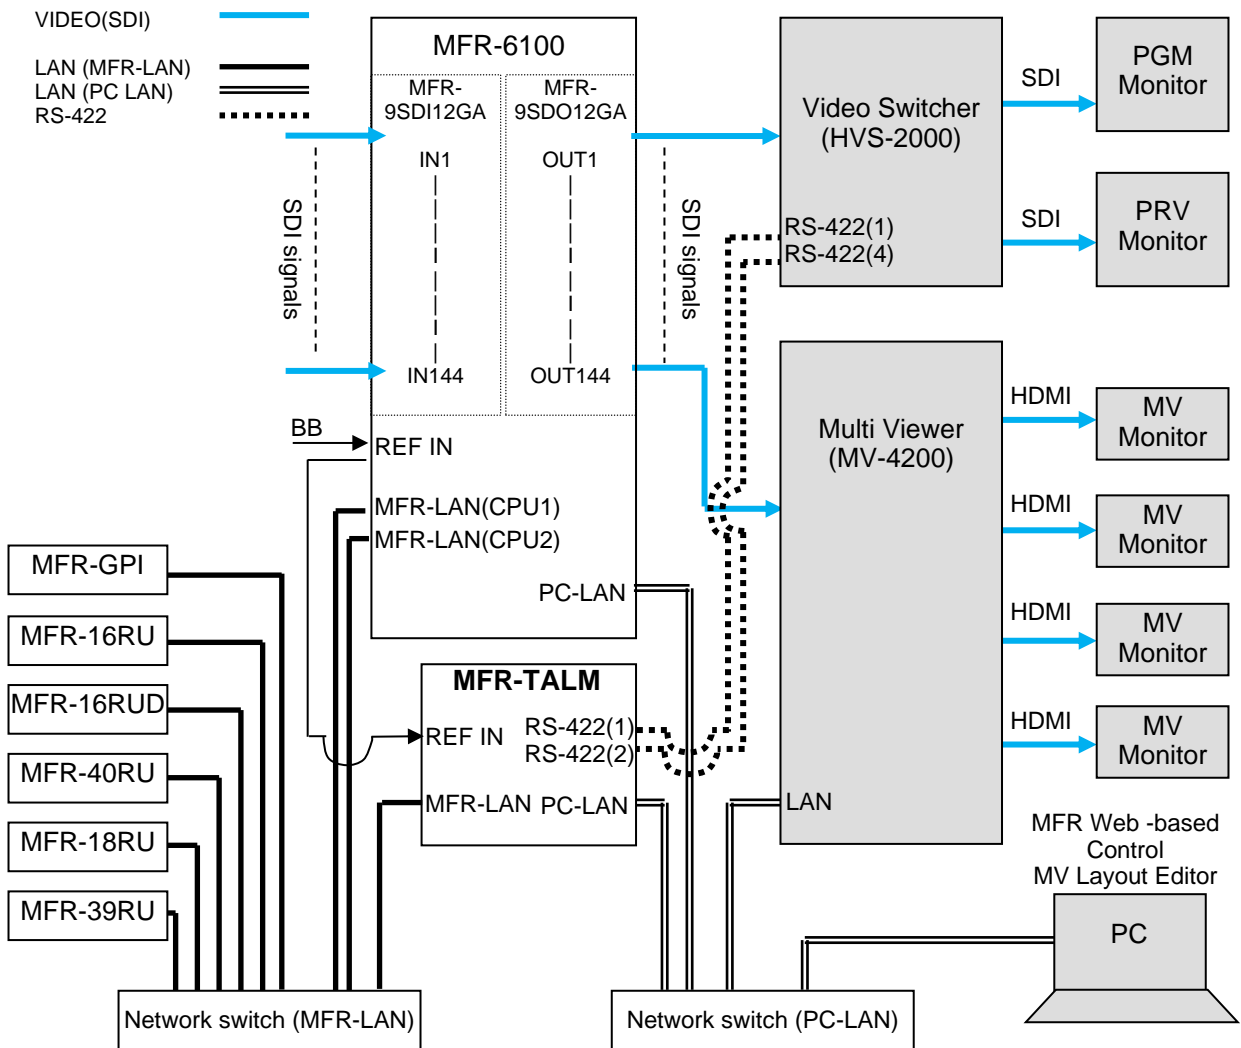 VIDEO(SDI)
LAN (MFR-LAN)
LAN (PC LAN)
RS-422
MFR-6100
MFR-
9SDI12GA
MFR-
9SDO12GA
IN1
OUT1
SDI signals
SDI signals
IN144
OUT144
BB
REF IN
MFR-LAN(CPU1)
MFR-LAN(CPU2)
PC-LAN
Video Switcher
(HVS-2000)
RS-422(1)
RS-422(4)
SDI
PGM
Monitor
SDI
PRV
Monitor
Multi Viewer
(MV-4200)
LAN
HDMI
MV
Monitor
HDMI
MV
Monitor
HDMI
MV
Monitor
HDMI
MV
Monitor
MFR-GPI
MFR-16RU
MFR-16RUD
MFR-40RU
MFR-18RU
MFR-39RU
MFR-TALM
REF IN
RS-422(1)
RS-422(2)
MFR-LAN
PC-LAN
MFR Web -based
Control
MV Layout Editor
PC
Network switch (MFR-LAN)
Network switch (PC-LAN)